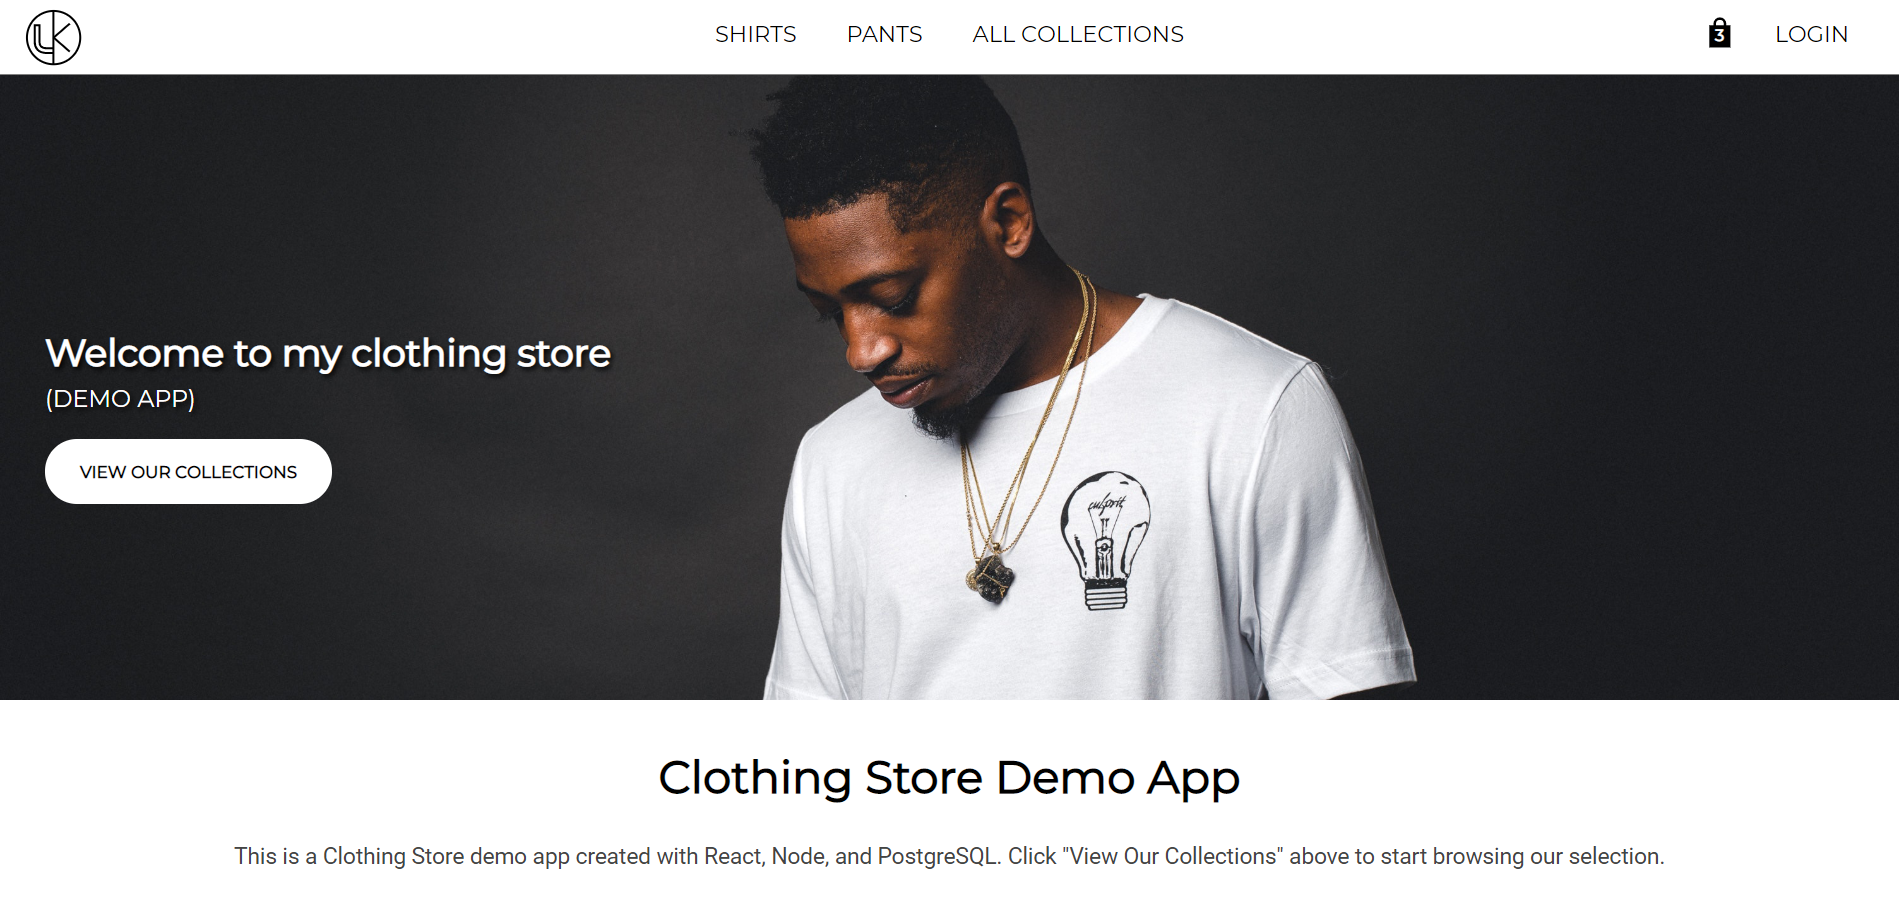 LK
SHIRTS PANTS ALL COLLECTIONS 3 LOGIN
Welcome to my clothing store
(DEMO APP)
VIEW OUR COLLECTIONS
culprit
Clothing Store Demo App
This is a Clothing Store demo app created with React, Node, and PostgreSQL. Click "View Our Collections" above to start browsing our selection.